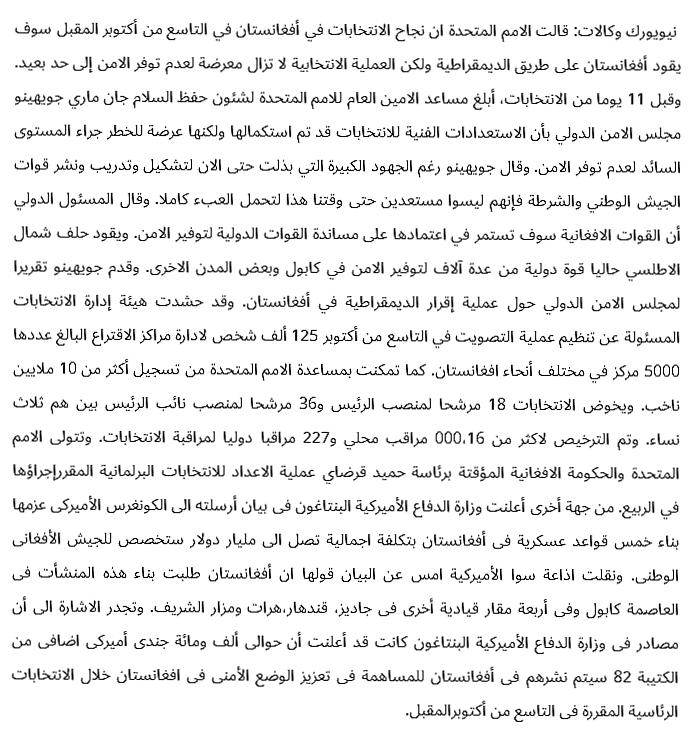 نيويورك وكالات: قالت الامم المتحدة ان نجاح الانتخابات في أفغانستان في التاسع من أكتوبر المقبل سوف
يقود أفغانستان على طريق الديمقراطية ولكن العملية الانتخابية لا تزال معرضة لعدم توفر الامن إلى حد بعيد.
وقبل 11 يوما من الانتخابات، أبلغ مساعد الامين العام للامم المتحدة لشئون حفظ السلام جان ماري جويهينو
مجلس الامن الدولي بأن الاستعدادات الفنية للانتخابات قد تم استكمالها ولكنها عرضة للخطر جراء المستوى
السائد لعدم توفر الامن. وقال جويهينو رغم الجهود الكبيرة التي بذلت حتى الان لتشكيل وتدريب ونشر قوات
الجيش الوطني والشرطة فإنهم ليسوا مستعدين حتى وقتنا هذا لتحمل العبء كاملا. وقال المسئول الدولي
أن القوات الافغانية سوف تستمر في اعتمادها على مساندة القوات الدولية لتوفير الامن. ويقود حلف شمال
الاطلسي حاليا قوة دولية من عدة آلاف لتوفير الامن في كابول وبعض المدن الاخرى. وقدم جويهينو تقريرا
لمجلس الامن الدولي حول عملية إقرار الديمقراطية في أفغانستان. وقد حشدت هيئة إدارة الانتخابات
المسئولة عن تنظيم عملية التصويت في التاسع من أكتوبر 125 ألف شخص لادارة مراكز الاقتراع البالغ عددها
5000 مركز في مختلف أنحاء افغانستان. كما تمكنت بمساعدة الامم المتحدة من تسجيل أكثر من 10 ملايين
ناخب. ويخوض الانتخابات 18 مرشحا لمنصب الرئيس و36 مرشحا لمنصب نائب الرئيس بين هم ثلاث
نساء. وتم الترخيص لاكثر من 000،16 مراقب محلي و227 مراقبا دوليا لمراقبة الانتخابات. وتتولى الامم
المتحدة والحكومة الافغانية المؤقتة برئاسة حميد قرضاي عملية الاعداد للانتخابات البرلمانية المقررإجراؤها
في الربيع. من جهة أخرى أعلنت وزارة الدفاع الأميركية البنتاغون فى بيان أرسلته الى الكونغرس الأميركى عزمها
بناء خمس قواعد عسكرية فى أفغانستان بتكلفة اجمالية تصل الى مليار دولار ستخصص للجيش الأفغانى
الوطنى. ونقلت اذاعة سوا الأميركية امس عن البيان قولها ان أفغانستان طلبت بناء هذه المنشأت فى
العاصمة كابول وفى أربعة مقار قيادية أخرى فى جاديز، قندهار،هرات ومزار الشريف. وتجدر الاشارة الى أن
مصادر فى وزارة الدفاع الأميركية البنتاغون كانت قد أعلنت أن حوالى ألف ومائة جندى أميركى اضافى من
الكتيبة 82 سيتم نشرهم فى أفغانستان للمساهمة فى تعزيز الوضع الأمنى فى افغانستان خلال الانتخابات
الرئاسية المقررة فى التاسع من أكتوبرالمقبل.